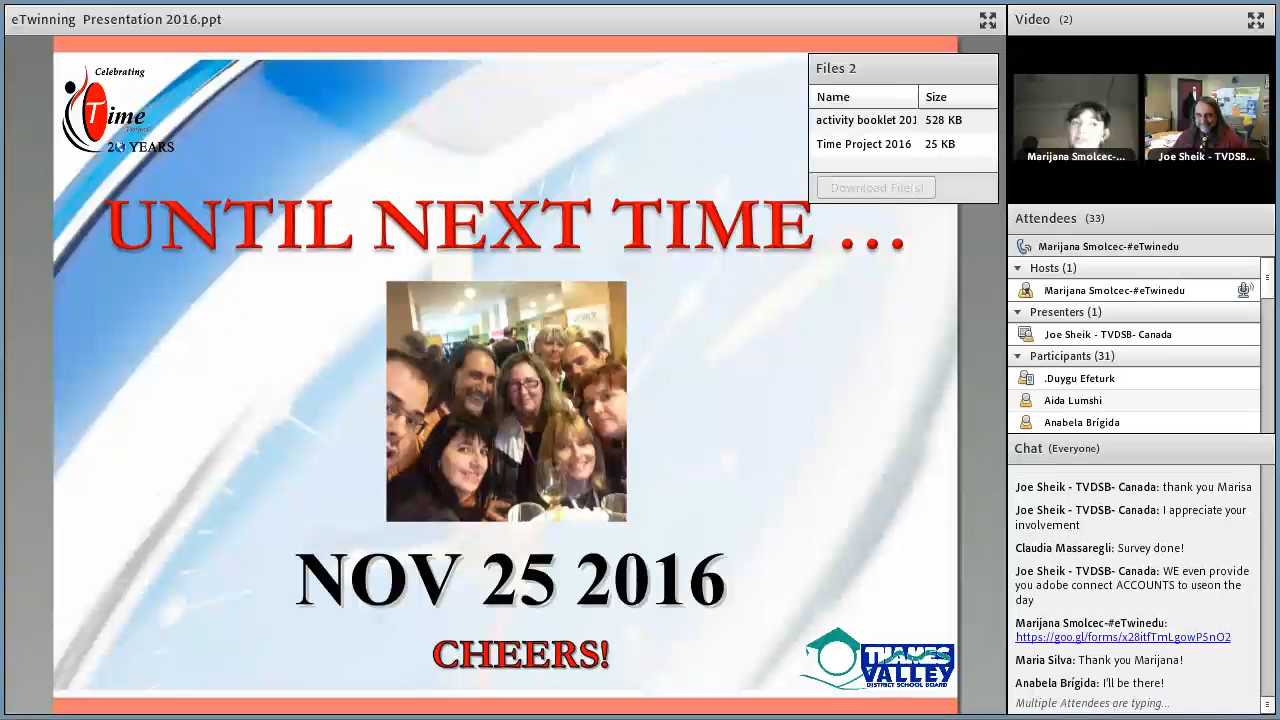 eTwinning Presentation 2016.ppt
Celebrating
Time
Project
20 YEARS
UNTIL NEXT TIME ...
NOV 25 2016
CHEERS!
THAMES
VALLEY
DISTRICT SCHOOL BOARD
Files 2
Name Size
activity booklet 201 528 KB
Time Project 2016 25 KB
Download File(s)
Video (2)
Marijana Smolcec-...
Joe Sheik - TVDSB...
Attendees (33)
Marijana Smolcec-#eTwinedu
Hosts (1)
Marijana Smolcec-#eTwinedu
Presenters (1)
Joe Sheik - TVDSB- Canada
Participants (31)
.Duygu Efeturk
Aida Lumshi
Anabela Brígida
Chat (Everyone)
Joe Sheik - TVDSB- Canada: thank you Marisa
Joe Sheik - TVDSB- Canada: I appreciate your
involvement
Claudia Massaregli: Survey done!
Joe Sheik - TVDSB- Canada: WE even provide
you adobe connect ACCOUNTS to useon the
day
Marijana Smolcec-#eTwinedu:
https://goo.gl/forms/x28itfTmLgowP5nO2
Maria Silva: Thank you Marijana!
Anabela Brígida: I'll be there!
Multiple Attendees are typing...